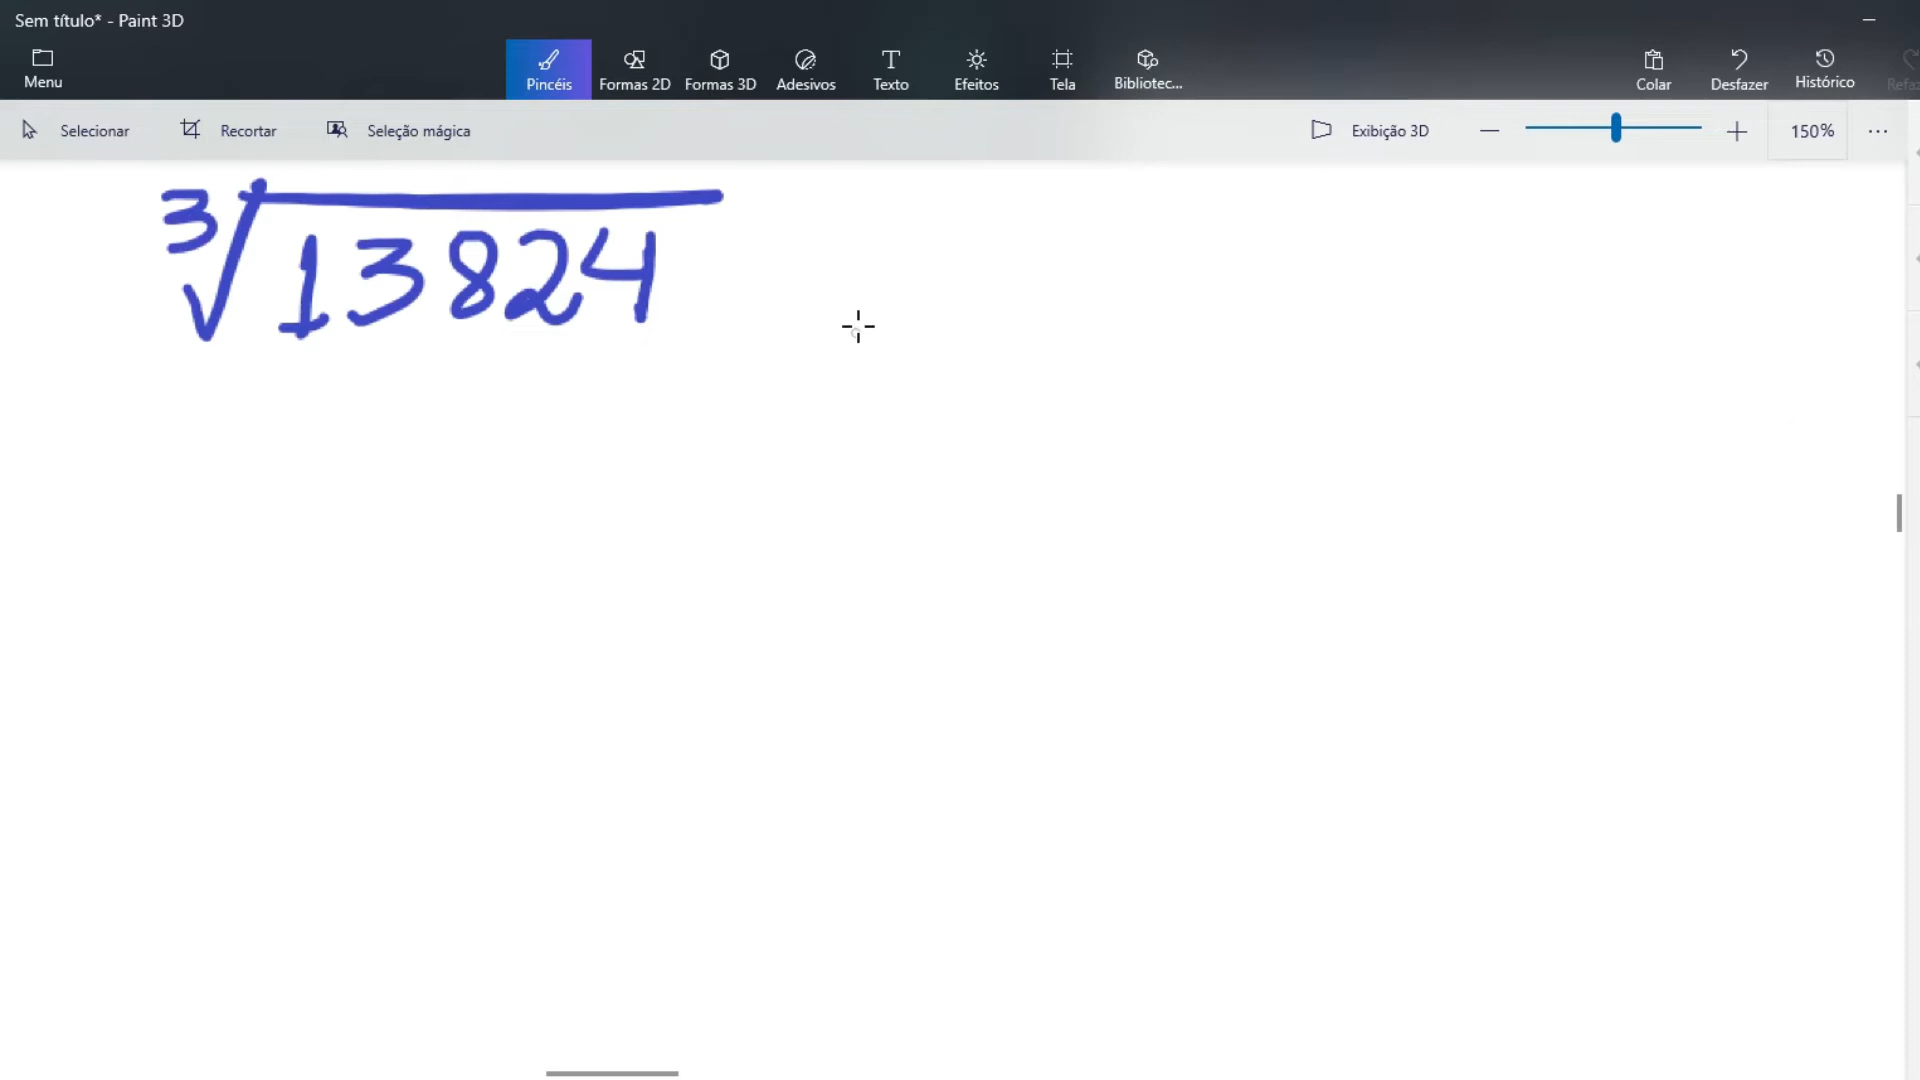 Sem título* - Paint 3D
Menu Pincéis Formas 2D Formas 3D Adesivos Texto Efeitos Tela Bibliotec... Colar Desfazer Histórico
Selecionar Recortar Seleção mágica Exibição 3D 150%
3√13824